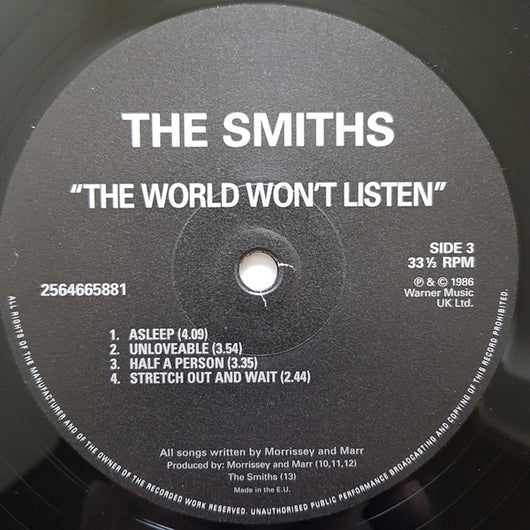 THE SMITHS
"THE WORLD WON'T LISTEN"
SIDE 3
33 ⅓ RPM
2564665881
℗ & © 1986
Warner Music
UK Ltd.
1. ASLEEP (4.09)
2. UNLOVEABLE (3.54)
3. HALF A PERSON (3.35)
4. STRETCH OUT AND WAIT (2.44)
All songs written by Morrissey and Marr
Produced by: Morrissey and Marr (10,11,12)
The Smiths (13)
Made in the E.U.
ALL RIGHTS OF THE MANUFACTURER AND OF THE OWNER OF THE RECORDED WORK RESERVED. UNAUTHORISED PUBLIC PERFORMANCE BROADCASTING AND COPYING OF THIS RECORD PROHIBITED.